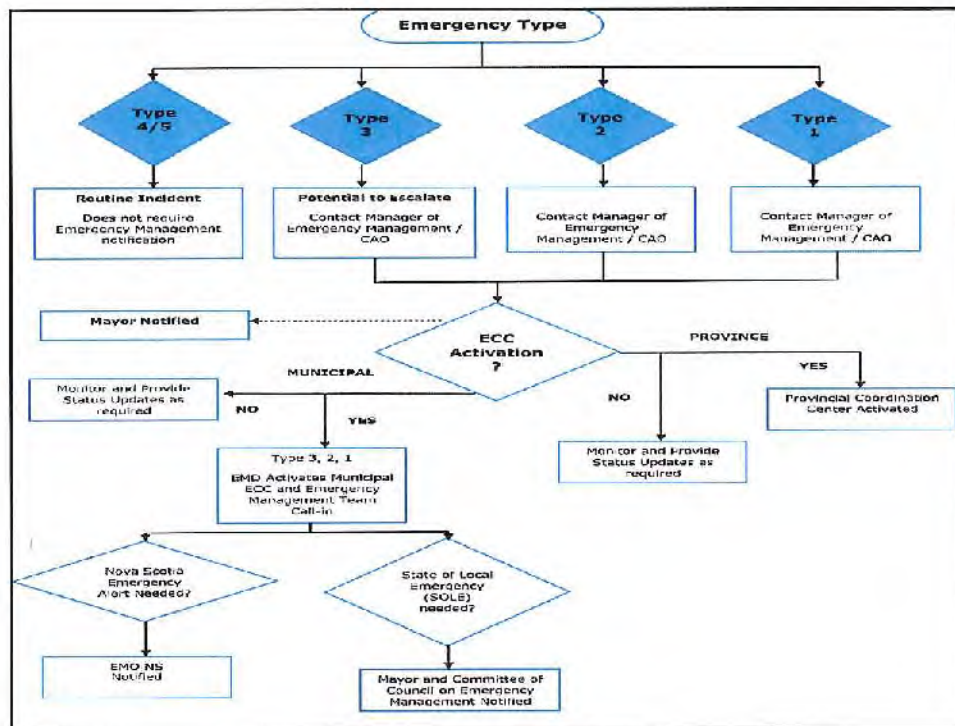 Emergency Type
Type
4/5
Type
3
Type
2
Type
1
Routine Incident
Does not require
Emergency Management
notification
Potential to Escalate
Contact Manager of
Emergency Management /
CAO
Contact Manager of
Emergency
Management / CAO
Contact Manager of
Emergency
Management / CAO
Mayor Notified
ECC
Activation
?
PROVINCE
MUNICIPAL
YES
Monitor and Provide
Status Updates as
required
NO
YES
NO
Provincial Coordination
Center Activated
Monitor and Provide
Status Updates as
required
Type 3, 2, 1
EMO Activates Municipal
ECC and Emergency
Management Team
Call-in
Nova Scotia
Emergency
Alert Needed?
State of Local
Emergency
(SOLE)
needed?
EMO NS
Notified
Mayor and Committee of
Council on Emergency
Management Notified